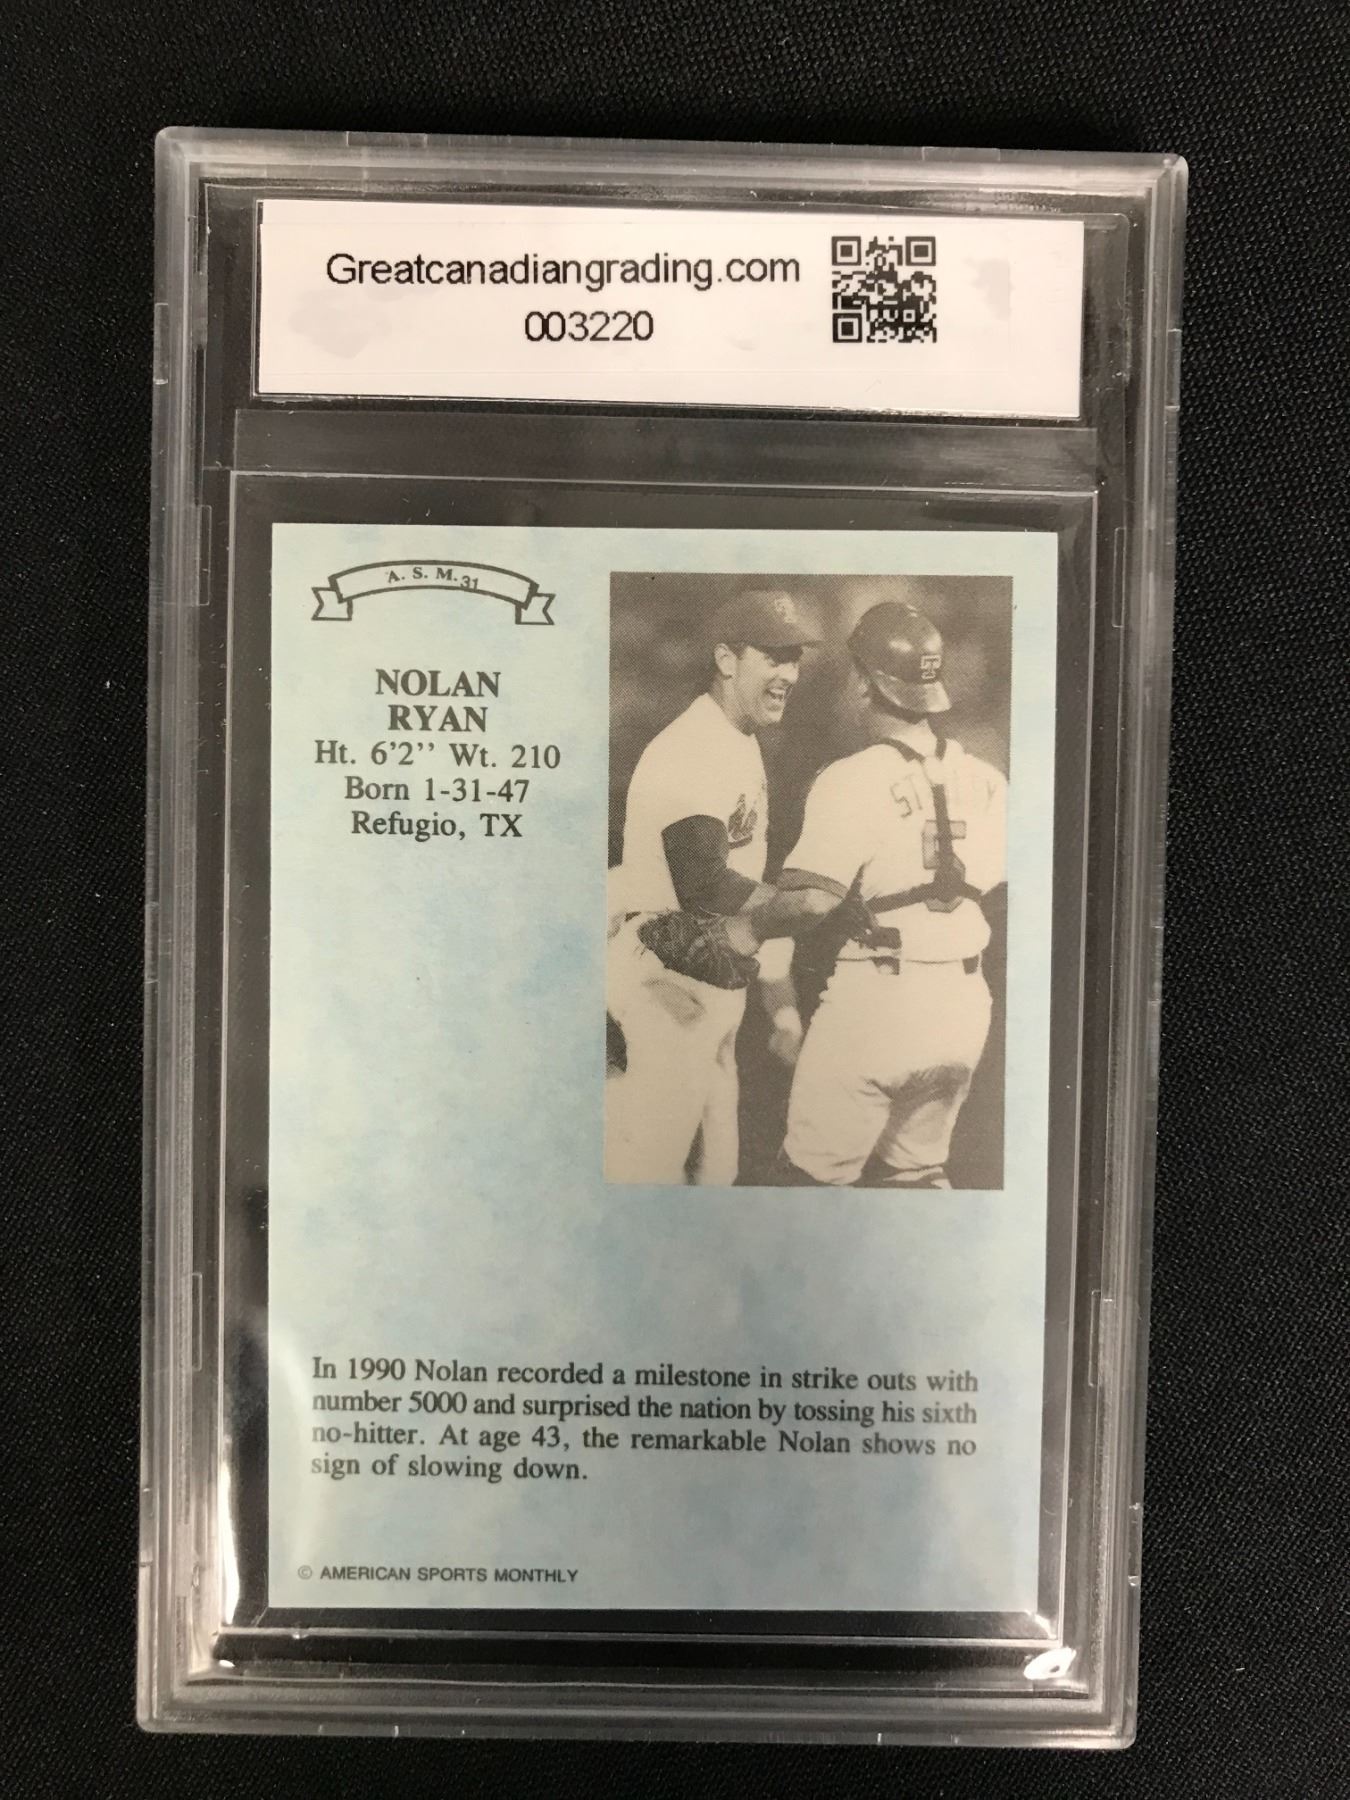 Greatcanadiangrading.com
003220
A. S. M. 31
NOLAN
RYAN
Ht. 6'2'' Wt. 210
Born 1-31-47
Refugio, TX
T
In 1990 Nolan recorded a milestone in strike outs with
number 5000 and surprised the nation by tossing his sixth
no-hitter. At age 43, the remarkable Nolan shows no
sign of slowing down.
© AMERICAN SPORTS MONTHLY